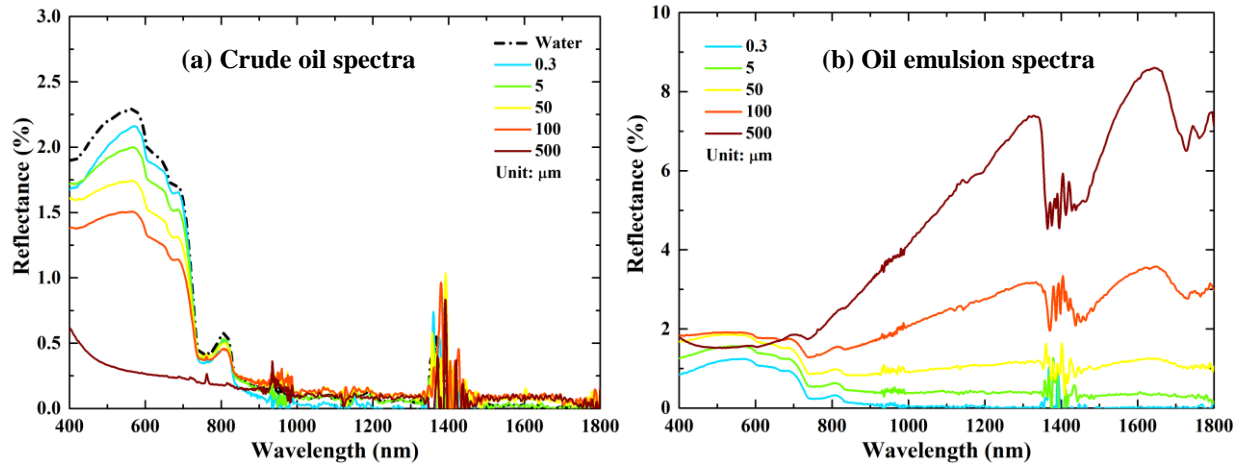 (a) Crude oil spectra
Reflectance (%)
3.0
2.5
2.0
1.5
1.0
0.5
0.0
Water
0.3
5
50
100
500
Unit: μm
400 600 800 1000 1200 1400 1600 1800
Wavelength (nm)
(b) Oil emulsion spectra
Reflectance (%)
10
8
6
4
2
0
0.3
5
50
100
500
Unit: μm
400 600 800 1000 1200 1400 1600 1800
Wavelength (nm)